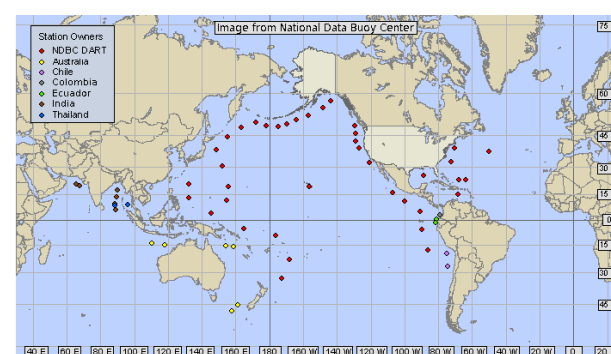 Image from National Data Buoy Center
Station Owners
NDBC DART
Australia
Chile
Colombia
Ecuador
India
Thailand
75
60
45
30
15
0
15
30
45
40 E 60 E 80 E 100 E 120 E 140 E 160 E 180 160 W 140 W 120 W 100 W 80 W 60 W 40 W 20 W 0 20